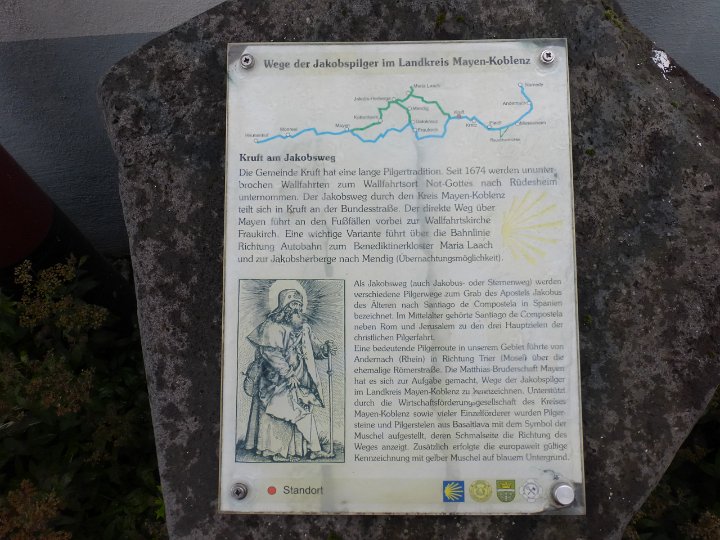 Wege der Jakobspilger im Landkreis Mayen-Koblenz
Maria Laach
Namedy
Jakobs-Herberge
Andernach
Mendig
Kruft
Kottenheim
Mayen
Kretz
Plaidt
Miesenheim
Monreal
Fraukirch
Kruft am Jakobsweg
Die Gemeinde Kruft hat eine lange Pilgertradition. Seit 1674 werden ununter-
brochen Wallfahrten zum Wallfahrtsort Not-Gottes nach Rüdesheim
unternommen. Der Jakobsweg durch den Kreis Mayen-Koblenz
teilt sich in Kruft an der Bundesstraße. Der direkte Weg über
Mayen führt an den Fußfällen vorbei zur Wallfahrtskirche
Fraukirch. Eine wichtige Variante führt über die Bahnlinie
Richtung Autobahn zum Benediktinerkloster Maria Laach
und zur Jakobsherberge nach Mendig (Übernachtungsmöglichkeit).
Als Jakobsweg (auch Jakobus- oder Sternenweg) werden
verschiedene Pilgerwege zum Grab des Apostels Jakobus
des Älteren nach Santiago de Compostela in Spanien
bezeichnet. Im Mittelalter gehörte Santiago de Compostela
neben Rom und Jerusalem zu den drei Hauptzielen der
christlichen Pilgerfahrt.
Eine bedeutende Pilgerroute in unserem Gebiet führte von
Andernach (Rhein) in Richtung Trier (Mosel) über die
ehemalige Römerstraße. Die Matthias-Bruderschaft Mayen
hat es sich zur Aufgabe gemacht, Wege der Jakobspilger
im Landkreis Mayen-Koblenz zu kennzeichnen. Unterstützt
durch die Wirtschaftsförderungsgesellschaft des Kreises
Mayen-Koblenz sowie vieler Einzelförderer wurden Pilger-
steine und Pilgerstelen aus Basaltlava mit dem Symbol der
Muschel aufgestellt, deren Schmalseite die Richtung des
Weges anzeigt. Zusätzlich erfolgte die europaweit gültige
Kennzeichnung mit gelber Muschel auf blauem Untergrund.
Standort